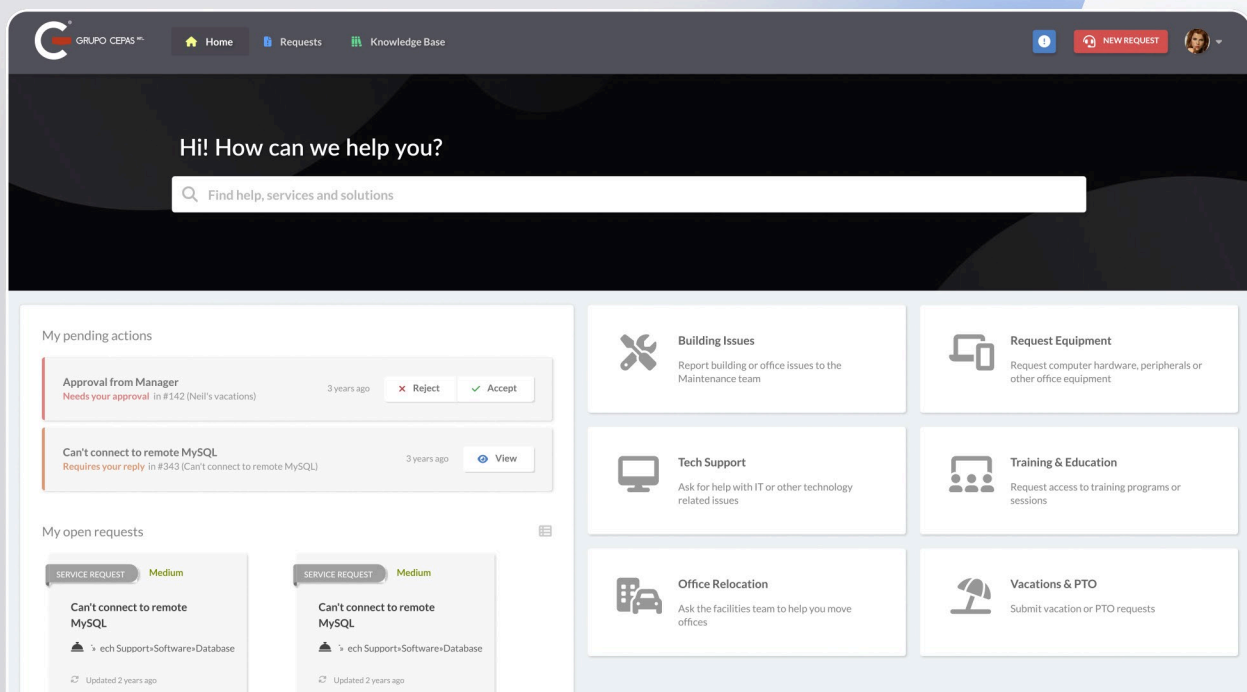 GRUPO CEPAS
Home
Requests
Knowledge Base
NEW REQUEST
Hi! How can we help you?
Find help, services and solutions
My pending actions
Approval from Manager
Needs your approval in #142 (Neil's vacations)
3 years ago
Reject
Accept
Can't connect to remote MySQL
Requires your reply in #343 (Can't connect to remote MySQL)
3 years ago
View
My open requests
SERVICE REQUEST
Medium
Can't connect to remote
MySQL
ech Support»Software»Database
Updated 2 years ago
SERVICE REQUEST
Medium
Can't connect to remote
MySQL
ech Support»Software»Database
Updated 2 years ago
Building Issues
Report building or office issues to the
Maintenance team
Request Equipment
Request computer hardware, peripherals or
other office equipment
Tech Support
Ask for help with IT or other technology
related issues
Training & Education
Request access to training programs or
sessions
Office Relocation
Ask the facilities team to help you move
offices
Vacations & PTO
Submit vacation or PTO requests